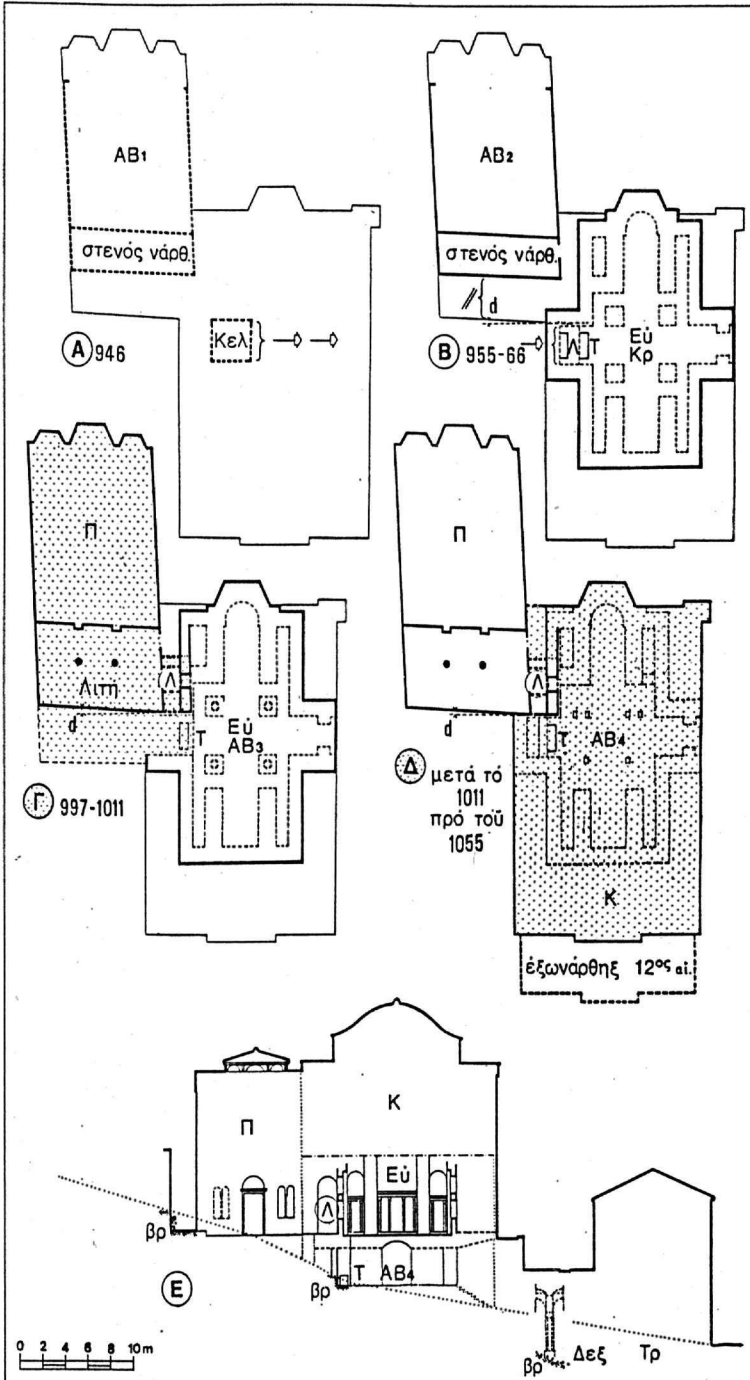 ΑΒ1
στενός νάρθ.
Κελ
Α 946
ΑΒ2
στενός νάρθ.
d
Λ Τ
Εὐ
Κρ
Β 955-66
Π
Λιτή
Λ
d
Τ
Εὐ
ΑΒ3
Γ 997-1011
Π
Λ
d
Τ ΑΒ4
Δ
μετά τό
1011
πρό τοῦ
1055
Κ
ἐξωνάρθηξ 12ος αἰ.
Κ
Π
Εὐ
Λ
βρ
Τ ΑΒ4
βρ
Ε
βρ
Δεξ Τρ
0 2 4 6 8 10m